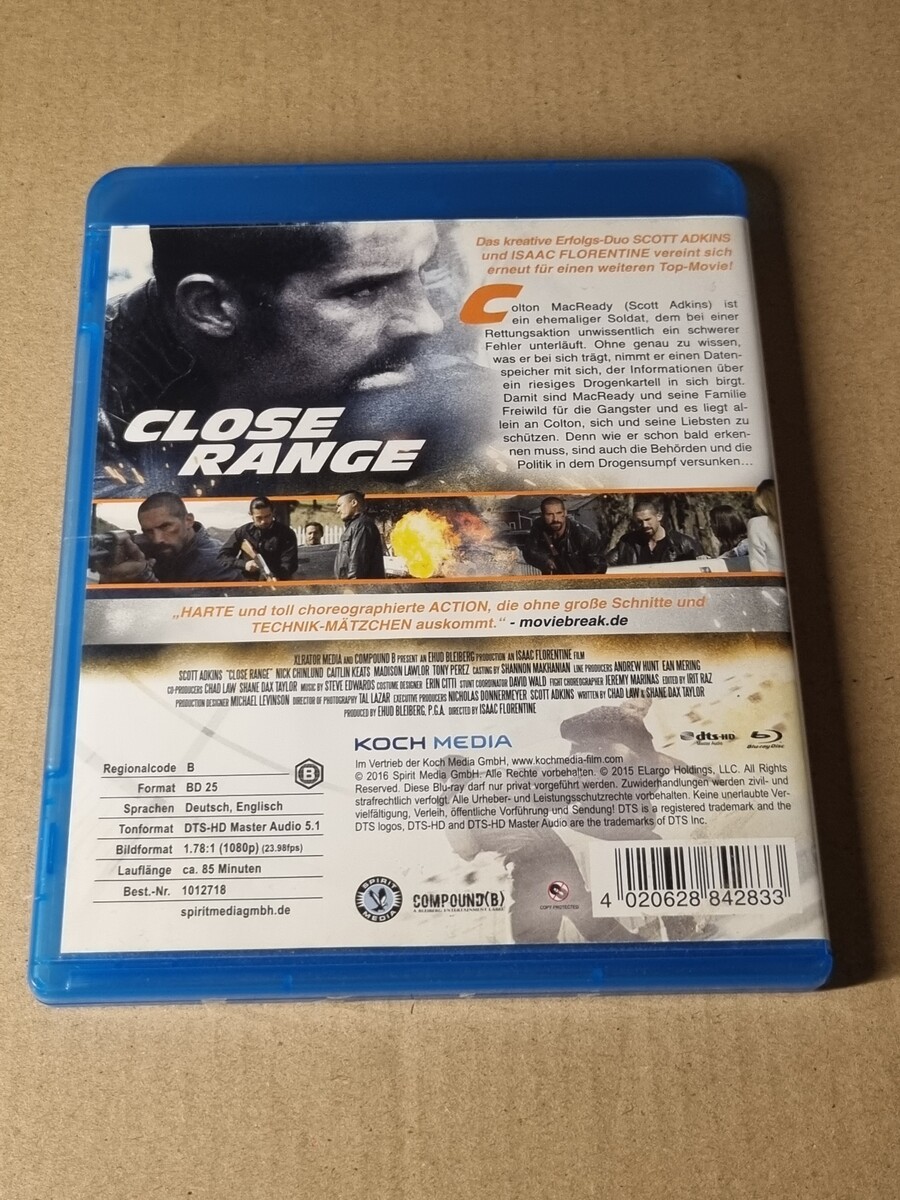 Das kreative Erfolgs-Duo SCOTT ADKINS
und ISAAC FLORENTINE vereint sich
erneut für einen weiteren Top-Movie!
Colton MacReady (Scott Adkins) ist
ein ehemaliger Soldat, dem bei einer
Rettungsaktion unwissentlich ein schwerer
Fehler unterläuft. Ohne genau zu wissen,
was er bei sich trägt, nimmt er einen Daten-
speicher mit sich, der Informationen über
ein riesiges Drogenkartell in sich birgt.
Damit sind MacReady und seine Familie
Freiwild für die Gangster und es liegt al-
lein an Colton, sich und seine Liebsten zu
schützen. Denn wie er schon bald erken-
nen muss, sind auch die Behörden und die
Politik in dem Drogensumpf versunken...
CLOSE
RANGE
„HARTE und toll choreographierte ACTION, die ohne große Schnitte und
TECHNIK-MÄTZCHEN auskommt.“ - moviebreak.de
XLRATOR MEDIA AND COMPOUND B PRESENT AN EHUD BLEIBERG PRODUCTION AN ISAAC FLORENTINE FILM
SCOTT ADKINS "CLOSE RANGE" NICK CHINLUND CAITLIN KEATS MADISON LAWLOR TONY PEREZ CASTING BY SHANNON MAKHANIAN LINE PRODUCERS ANDREW HUNT EAN MERING
CO-PRODUCERS CHAD LAW SHANE DAX TAYLOR MUSIC BY STEVE EDWARDS COSTUME DESIGNER ERIN CITTI STUNT COORDINATOR DAVID WALD FIGHT CHOREOGRAPHER JEREMY MARINAS EDITED BY IRIT RAZ
PRODUCTION DESIGNER MICHAEL LEVINSON DIRECTOR OF PHOTOGRAPHY TAL LAZAR EXECUTIVE PRODUCERS NICHOLAS DONNERMEYER SCOTT ADKINS WRITTEN BY CHAD LAW & SHANE DAX TAYLOR
PRODUCED BY EHUD BLEIBERG, P.G.A. DIRECTED BY ISAAC FLORENTINE
KOCH MEDIA
dts-HD
Master Audio
Blu-ray Disc
Im Vertrieb der Koch Media GmbH, www.kochmedia-film.com
© 2016 Spirit Media GmbH. Alle Rechte vorbehalten. © 2015 ELargo Holdings, LLC. All Rights
Reserved. Diese Blu-ray darf nur privat vorgeführt werden. Zuwiderhandlungen werden zivil- und
strafrechtlich verfolgt. Alle Urheber- und Leistungsschutzrechte vorbehalten. Keine unerlaubte Ver-
vielfältigung, Verleih, öffentliche Vorführung und Sendung! DTS is a registered trademark and the
DTS logos, DTS-HD and DTS-HD Master Audio are the trademarks of DTS Inc.
Regionalcode B
B
Format BD 25
Sprachen Deutsch, Englisch
Tonformat DTS-HD Master Audio 5.1
Bildformat 1.78:1 (1080p) (23.98fps)
Lauflänge ca. 85 Minuten
Best.-Nr. 1012718
spiritmediagmbh.de
SPIRIT
MEDIA
COMPOUND(B)
A BLEIBERG ENTERTAINMENT LABEL
COPY PROTECTED
4 020628 842833